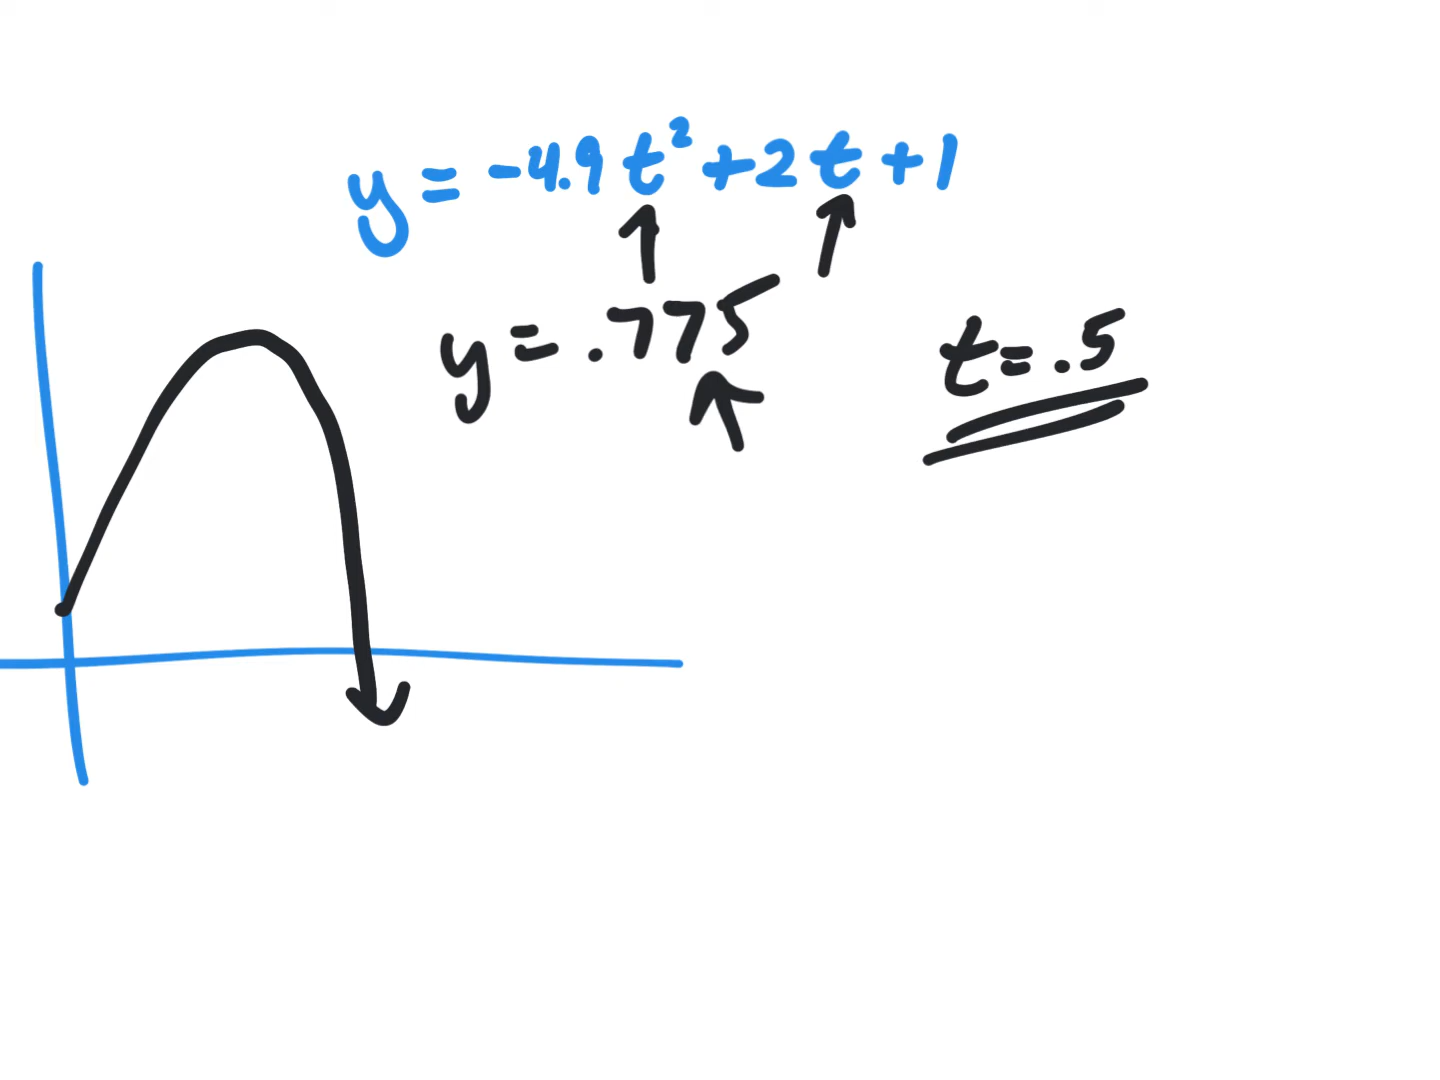 y = -4.9t² + 2t + 1
y = .775
t = .5